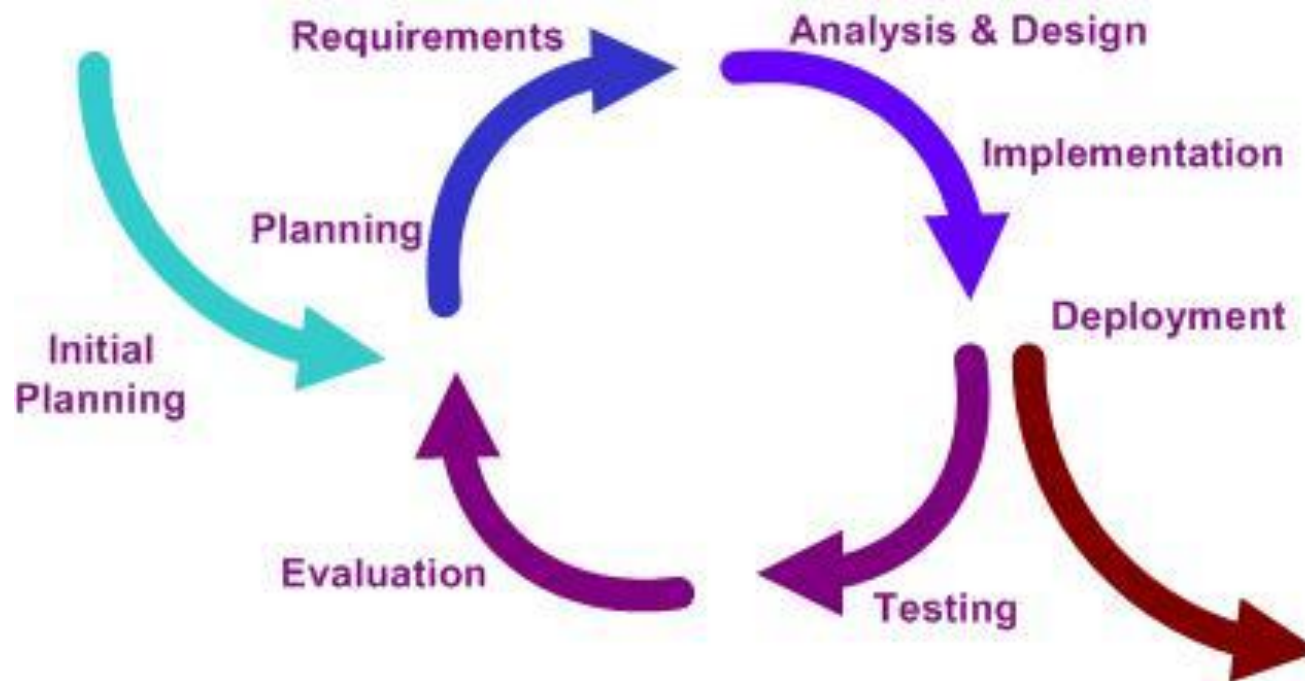 Requirements
Analysis & Design
Implementation
Planning
Deployment
Initial
Planning
Evaluation
Testing